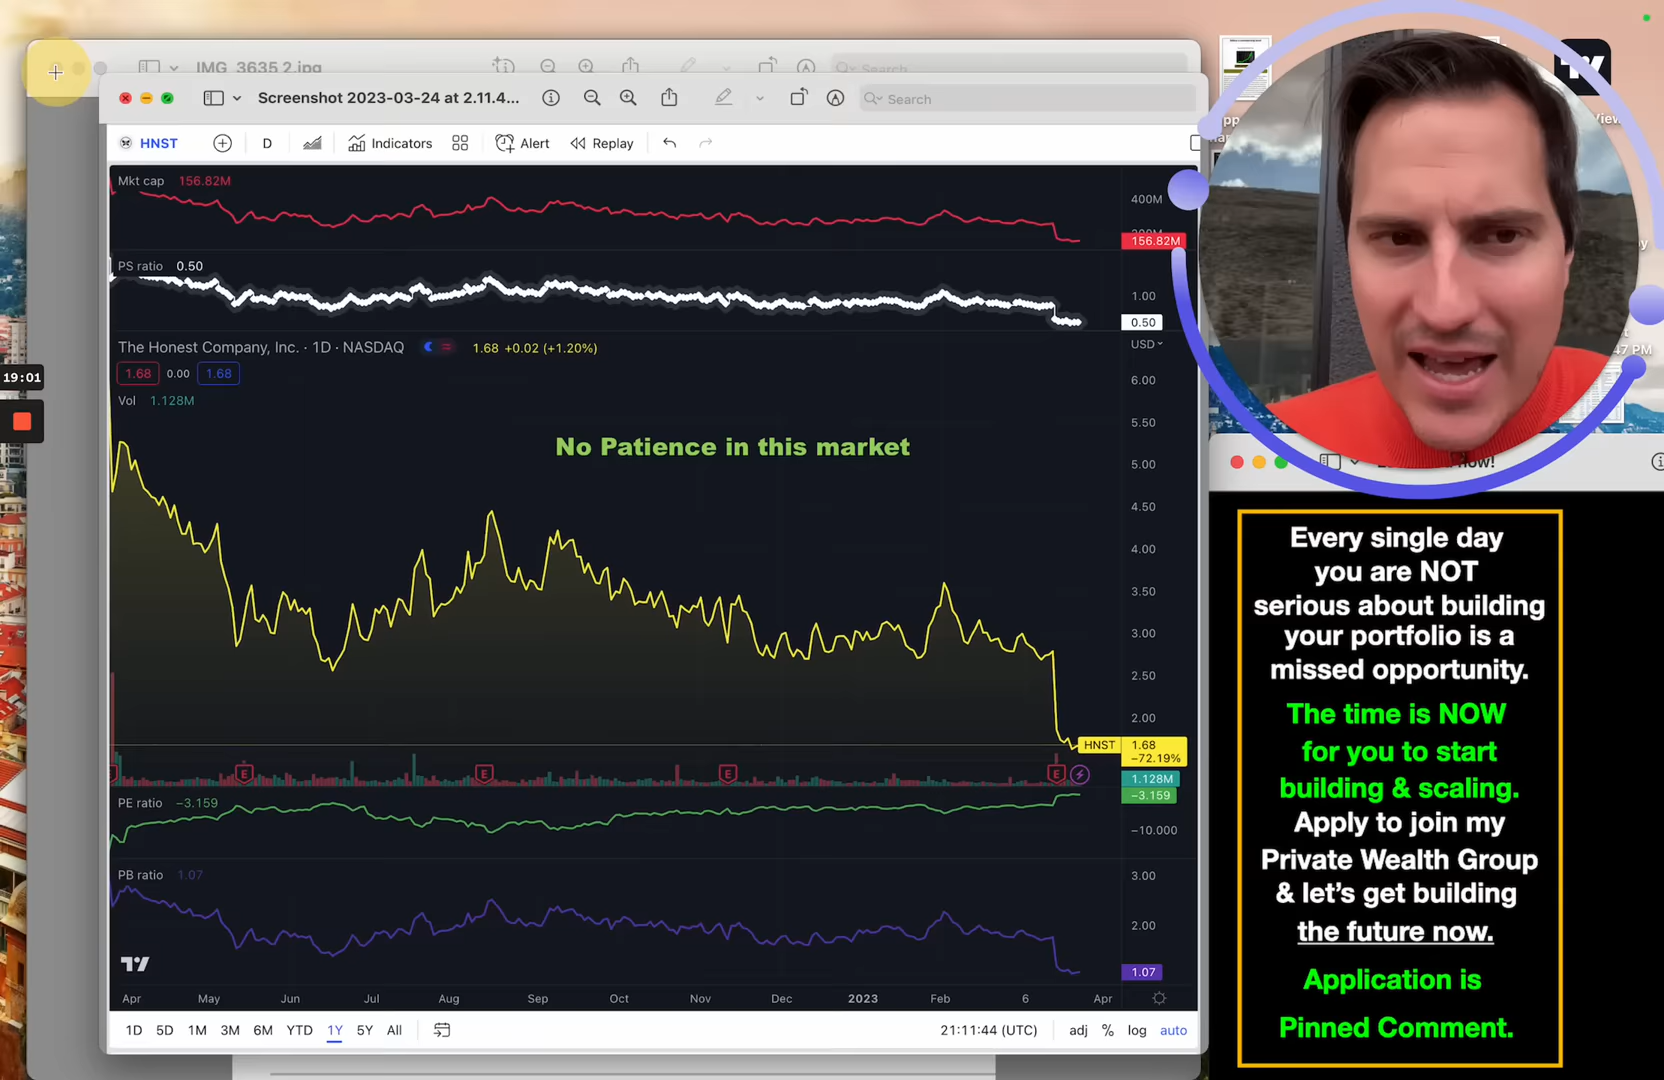 IMG_3635 2.jpg
Search
Screenshot 2023-03-24 at 2.11.4...
Search
HNST
D
Indicators
Alert
Replay
Mkt cap 156.82M
400M
156.82M
PS ratio 0.50
1.00
0.50
The Honest Company, Inc. · 1D · NASDAQ
1.68 +0.02 (+1.20%)
USD
1.68 0.00 1.68
Vol 1.128M
No Patience in this market
6.00
5.50
5.00
4.50
4.00
3.50
3.00
2.50
2.00
HNST 1.68
−72.19%
1.128M
E
E
E
E
PE ratio −3.159
−3.159
−10.000
PB ratio 1.07
3.00
2.00
1.07
Apr May Jun Jul Aug Sep Oct Nov Dec 2023 Feb 6 Apr
1D 5D 1M 3M 6M YTD 1Y 5Y All
21:11:44 (UTC) adj % log auto
19:01
47 PM
Every single day
you are NOT
serious about building
your portfolio is a
missed opportunity.
The time is NOW
for you to start
building & scaling.
Apply to join my
Private Wealth Group
& let's get building
the future now.
Application is
Pinned Comment.